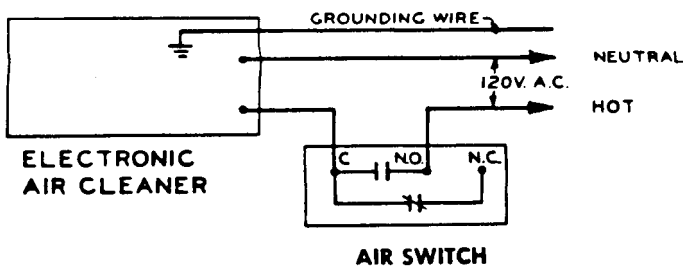 GROUNDING WIRE
NEUTRAL
120V. A.C.
HOT
C N.O. N.C.
ELECTRONIC
AIR CLEANER
AIR SWITCH